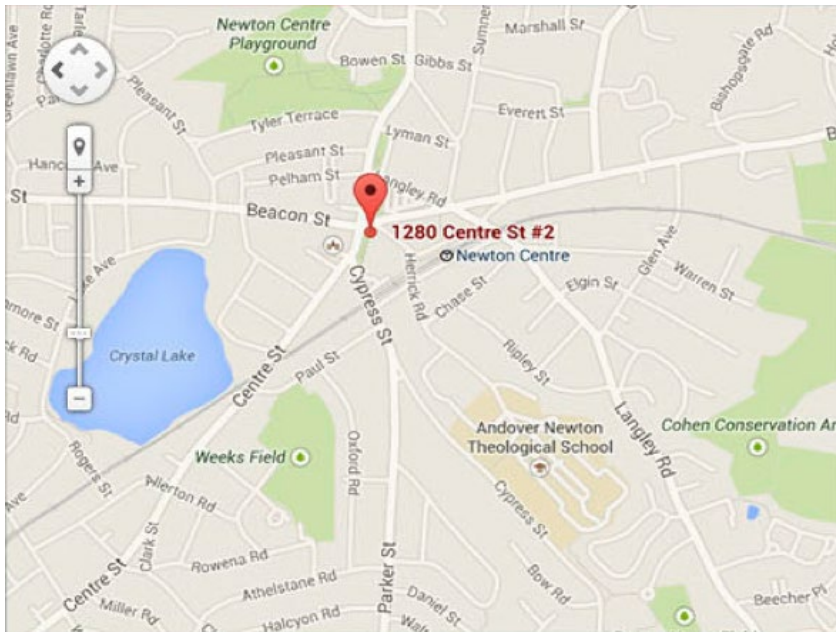 Newton Centre
Playground
Marshall St
Bishopsgate Rd
Pleasant St
Bowen St
Gibbs St
Everert St
Tyler Terrace
Lyman St
Pleasant St
Pelham St
Langley Rd
Beacon St
St
1280 Centre St #2
Newton Centre
Herrick Rd
Chase St
Elgin St
Glen Ave
Warren St
Crystal Lake
Cypress St
Centre St
Paul St
Ripley St
Langley Rd
Andover Newton
Theological School
Cohen Conservation Ar
Weeks Field
Oxford Rd
Rogers St
Allerton Rd
Cypress St
Clark St
Rowena Rd
Centre St
Athelstane Rd
Parker St
Bow Rd
Daniel St
Beecher Pl
Miller Rd
Halcyon Rd